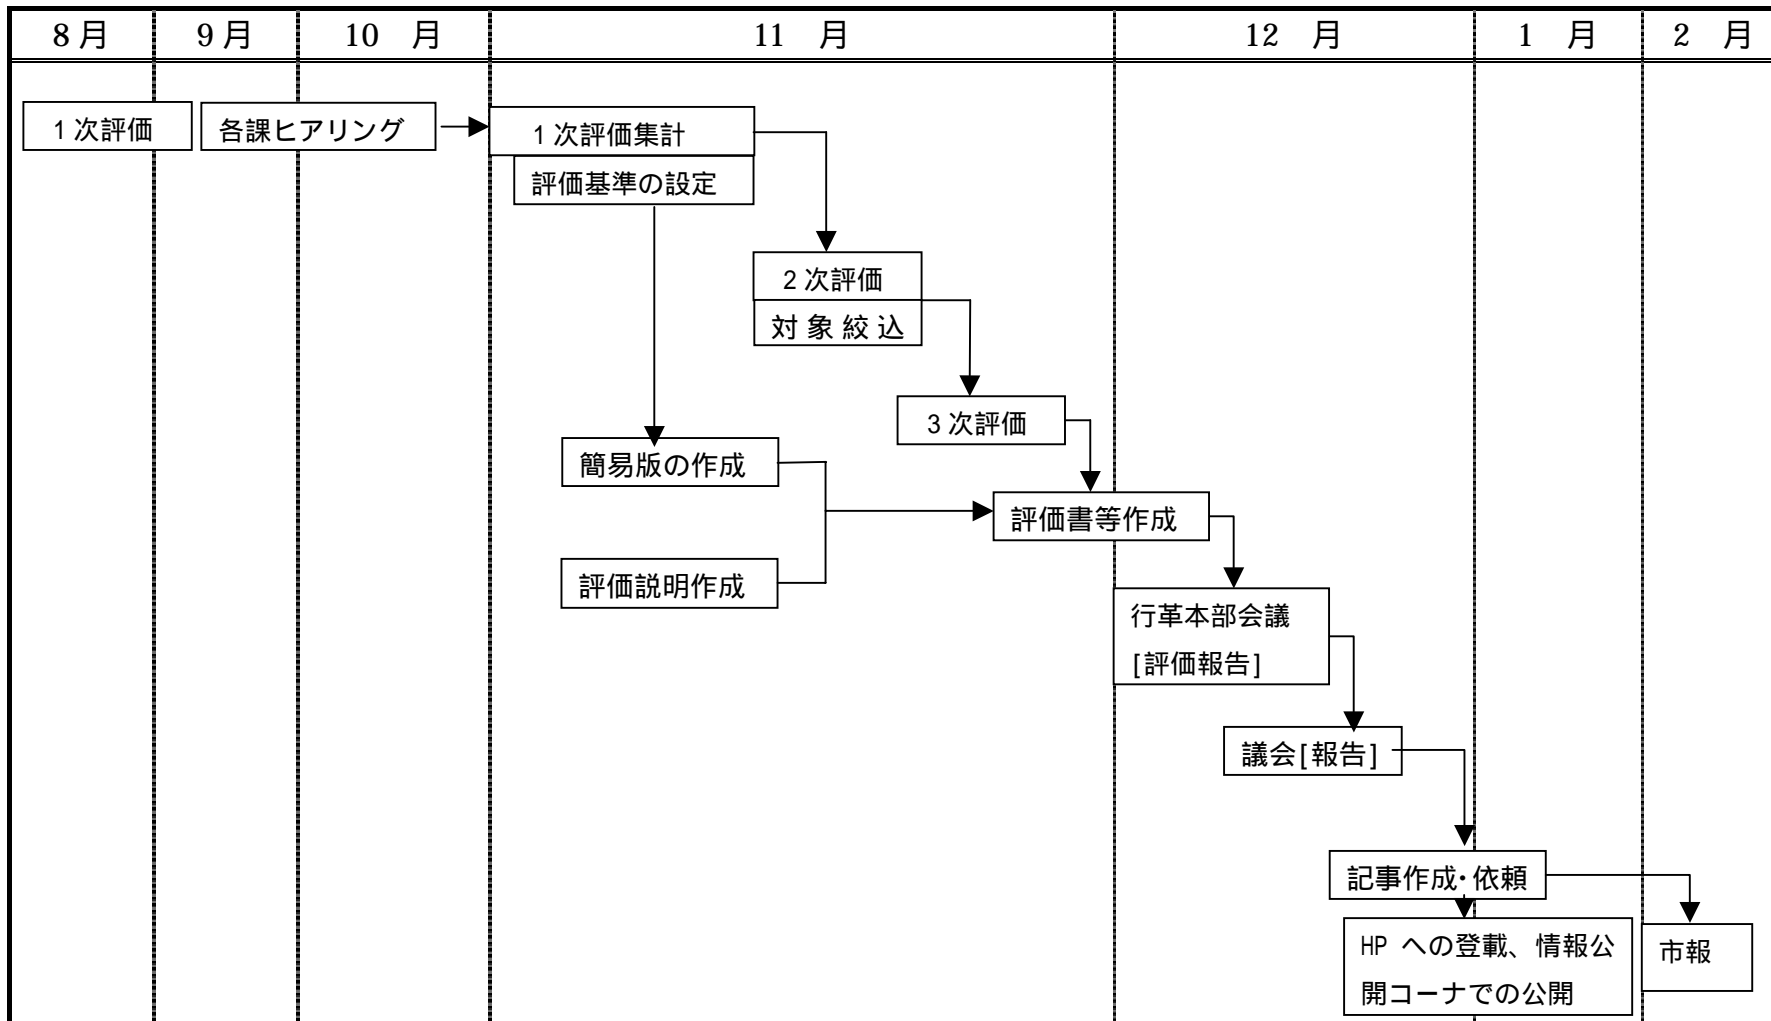 8月 9月 10 月 11 月 12 月 1 月 2 月
1次評価
各課ヒアリング
1次評価集計
評価基準の設定
2次評価
対象絞込
3次評価
簡易版の作成
評価書等作成
評価説明作成
行革本部会議
[評価報告]
議会[報告]
記事作成・依頼
HP への登載、情報公
開コーナでの公開
市報